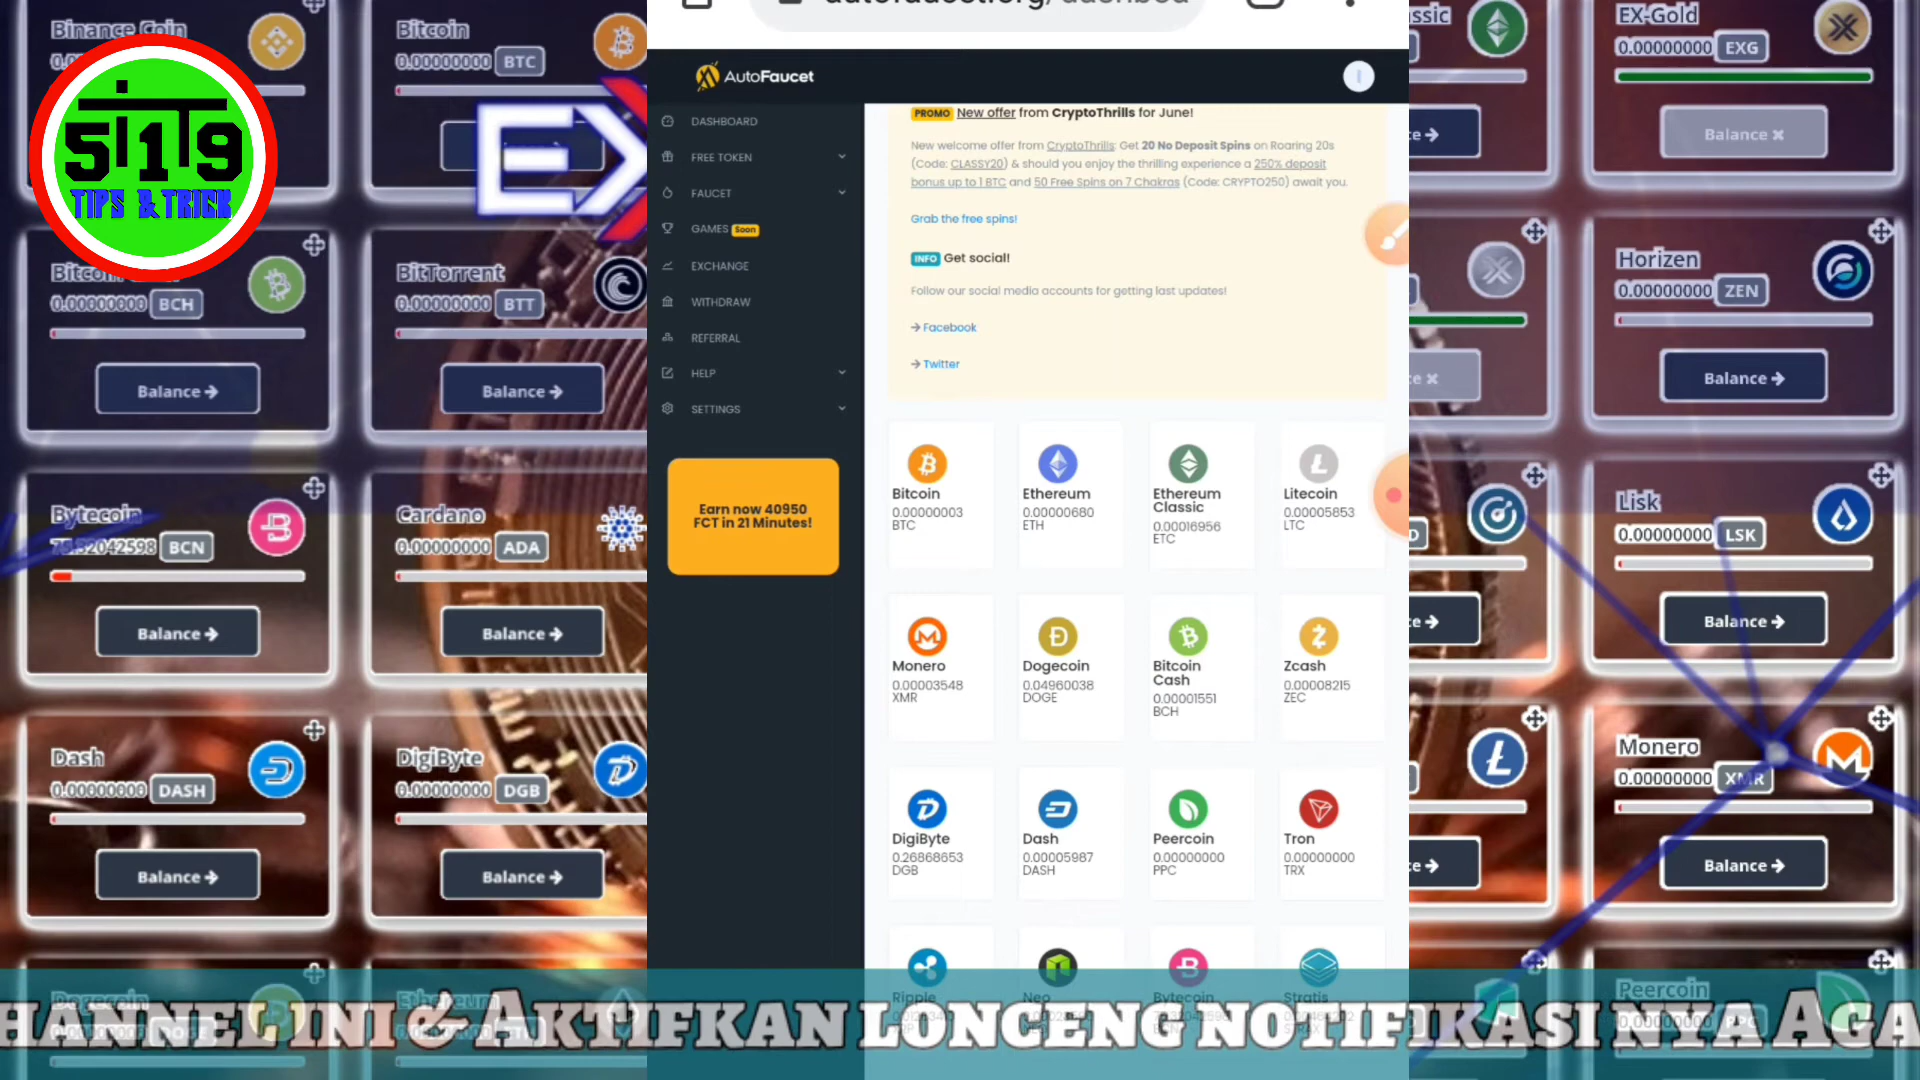 Binance Coin
Bitcoin
0.00000000 BTC
51T9
TIPS & TRICK
EX
BCH
BitTorrent
0.00000000 BTT
Balance
Balance
Bytecoin
75.32042598 BCN
Balance
Cardano
0.00000000 ADA
Balance
Dash
0.00000000 DASH
Balance
DigiByte
0.00000000 DGB
Balance
AutoFaucet
DASHBOARD
FREE TOKEN
FAUCET
GAMES Soon
EXCHANGE
WITHDRAW
REFERRAL
HELP
SETTINGS
Earn now 40950
FCT in 21 Minutes!
PROMO New offer from CryptoThrills for June!
New welcome offer from CryptoThrills: Get 20 No Deposit Spins on Roaring 20s
(Code: CLASSY20) & should you enjoy the thrilling experience a 250% deposit
bonus up to 1 BTC and 50 Free Spins on 7 Chakras (Code: CRYPTO250) await you.
Grab the free spins!
INFO Get social!
Follow our social media accounts for getting last updates!
Facebook
Twitter
Bitcoin
0.00000003
BTC
Ethereum
0.00000680
ETH
Ethereum
Classic
0.00016956
ETC
Litecoin
0.00005853
LTC
Monero
0.00003548
XMR
Dogecoin
0.04960038
DOGE
Bitcoin
Cash
0.00001551
BCH
Zcash
0.00008215
ZEC
DigiByte
0.26868653
DGB
Dash
0.00005987
DASH
Peercoin
0.00000000
PPC
Tron
0.00000000
TRX
Ripple
Neo
Bytecoin
Stratis
EX-Gold
0.00000000 EXG
Balance
Horizen
0.00000000 ZEN
Balance
Lisk
0.00000000 LSK
Balance
Monero
0.00000000 XMR
Balance
Peercoin
HANNEL INI & AKTIFKAN LONCENG NOTIFIKASI NYA AGA